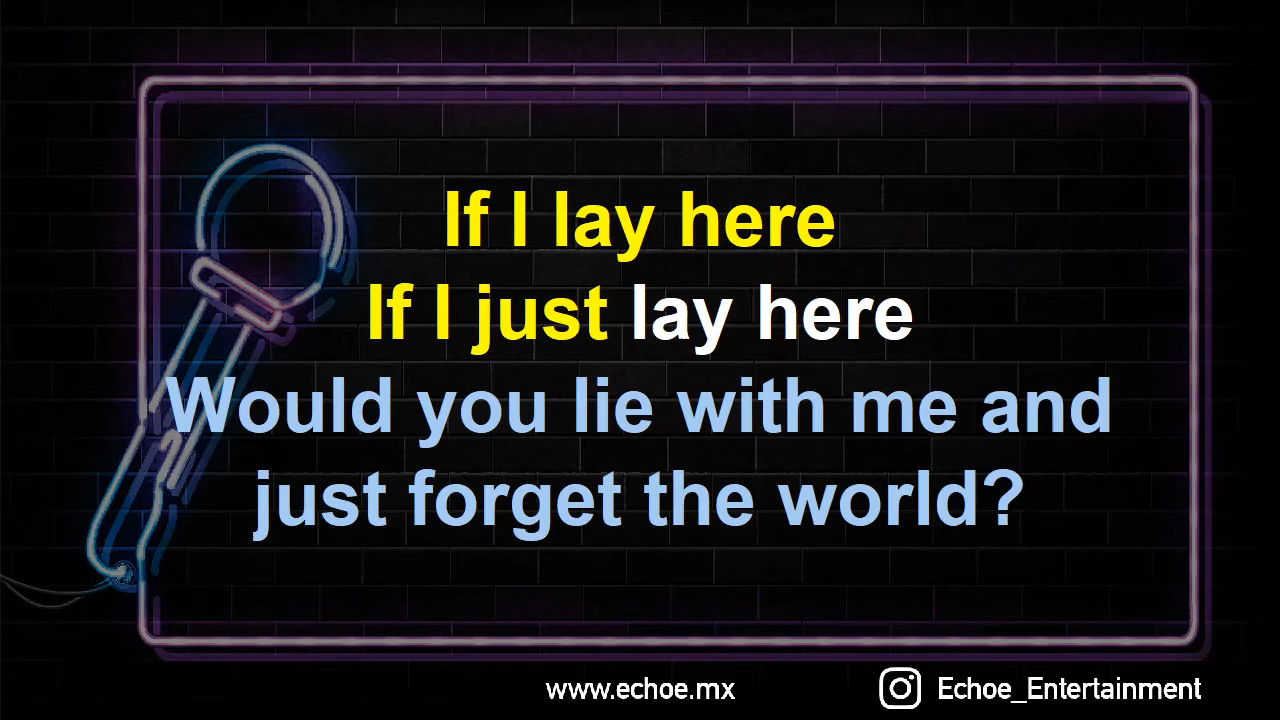 If I lay here
If I just lay here
Would you lie with me and
just forget the world?
www.echoe.mx
Echoe_Entertainment